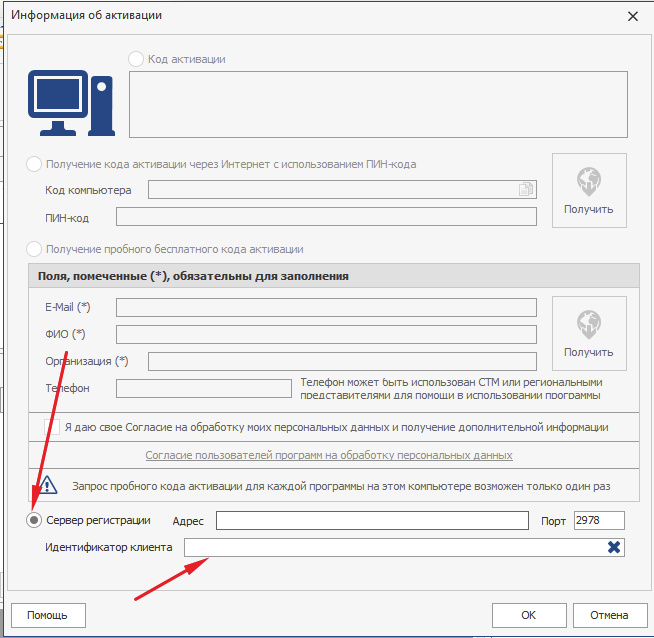 Информация об активации
Код активации
Получение кода активации через Интернет с использованием ПИН-кода
Код компьютера
ПИН-код
Получить
Получение пробного бесплатного кода активации
Поля, помеченные (*), обязательны для заполнения
E-Mail (*)
ФИО (*)
Организация (*)
Получить
Телефон
Телефон может быть использован СТМ или региональными
представителями для помощи в использовании программы
Я даю свое Согласие на обработку моих персональных данных и получение дополнительной информации
Согласие пользователей программ на обработку персональных данных
Запрос пробного кода активации для каждой программы на этом компьютере возможен только один раз
Сервер регистрации Адрес Порт 2978
Идентификатор клиента
Помощь OK Отмена